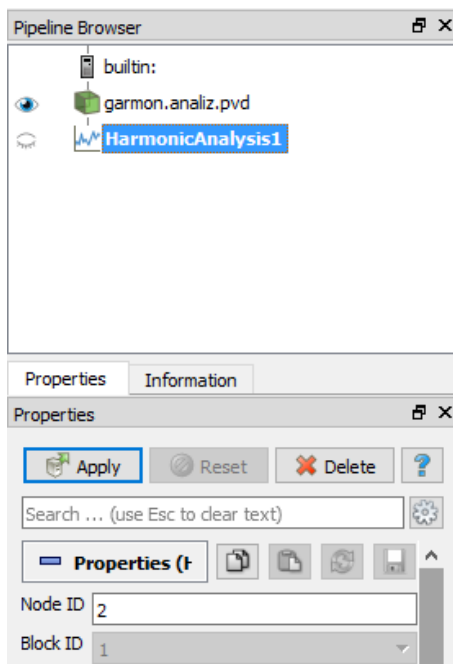 Pipeline Browser
builtin:
garmon.analiz.pvd
HarmonicAnalysis1
Properties Information
Properties
Apply Reset Delete ?
Search ... (use Esc to clear text)
Properties (H
Node ID 2
Block ID 1